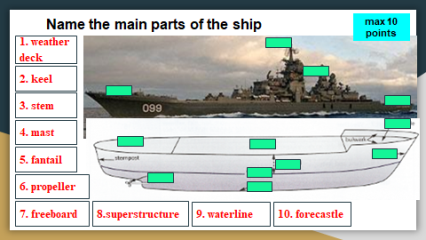 Name the main parts of the ship
max 10
points
1. weather
deck
2. keel
3. stem
4. mast
5. fantail
6. propeller
7. freeboard
8.superstructure
9. waterline
10. forecastle
099
sternpost